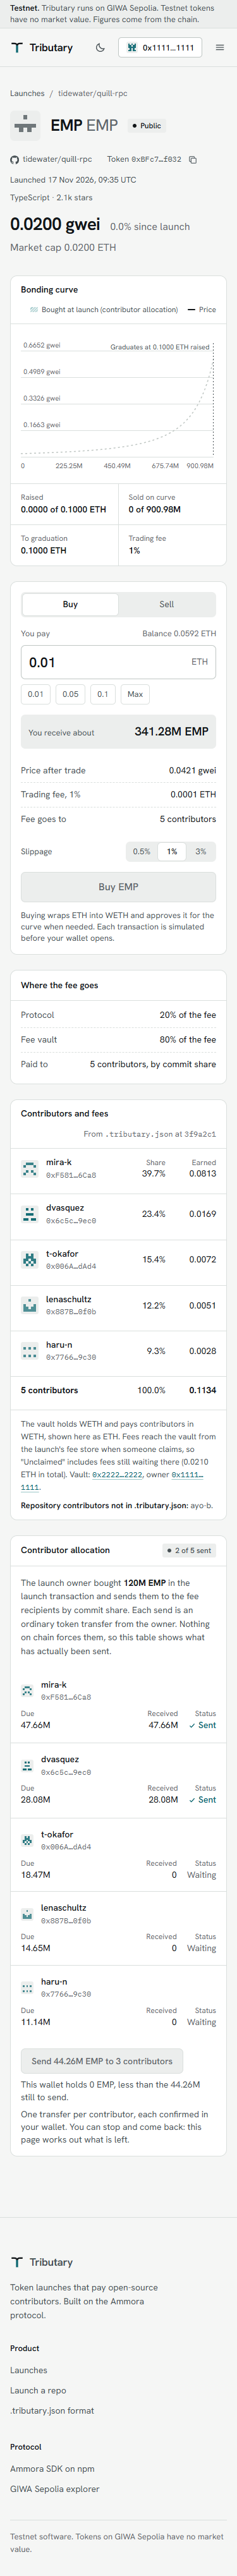 Testnet. Tributary runs on GIWA Sepolia. Testnet tokens
have no market value. Figures come from the chain.
Tributary
0x1111…1111
Launches / tidewater/quill-rpc
EMP EMP
Public
tidewater/quill-rpc
Token 0x8Fc7…f032
Launched 17 Nov 2026, 09:35 UTC
TypeScript · 2.1k stars
0.0200 gwei 0.0% since launch
Market cap 0.0200 ETH
Bonding curve
Bought at launch (contributor allocation)
Price
0.6652 gwei
Graduates at 0.1000 ETH raised
0.4989 gwei
0.3326 gwei
0.1663 gwei
0 225.25M 450.49M 675.74M 900.98M
Raised
0.0000 of 0.1000 ETH
Sold on curve
0 of 900.98M
To graduation
0.1000 ETH
Trading fee
1%
Buy
Sell
You pay
Balance 0.0592 ETH
0.01
ETH
0.01 0.05 0.1 Max
You receive about
341.28M EMP
Price after trade 0.0421 gwei
Trading fee, 1% 0.0001 ETH
Fee goes to 5 contributors
Slippage 0.5% 1% 3%
Buy EMP
Buying wraps ETH into WETH and approves it for the
curve when needed. Each transaction is simulated
before your wallet opens.
Where the fee goes
Protocol 20% of the fee
Fee vault 80% of the fee
Paid to 5 contributors, by commit share
Contributors and fees
From .tributary.json at 3f9a2c1
mira-k
0xF581…6Ca8
Share
39.7%
Earned
0.0813
dvasquez
0x6c5c…9ec0
23.4% 0.0169
t-okafor
0x006A…dAd4
15.4% 0.0072
lenaschultz
0x887B…0f0b
12.2% 0.0051
haru-n
0x7766…9c30
9.3% 0.0028
5 contributors 100.0% 0.1134
The vault holds WETH and pays contributors in
WETH, shown here as ETH. Fees reach the vault from
the launch's fee store when someone claims, so
"Unclaimed" includes fees still waiting there (0.0210
ETH in total). Vault: 0x2222…2222, owner 0x1111…
1111.
Repository contributors not in .tributary.json: ayo-b.
Contributor allocation
2 of 5 sent
The launch owner bought 120M EMP in the
launch transaction and sends them to the fee
recipients by commit share. Each send is an
ordinary token transfer from the owner. Nothing
on chain forces them, so this table shows what
has actually been sent.
mira-k
0xF581…6Ca8
Due Received Status
47.66M 47.66M Sent
dvasquez
0x6c5c…9ec0
Due Received Status
28.08M 28.08M Sent
t-okafor
0x006A…dAd4
Due Received Status
18.47M 0 Waiting
lenaschultz
0x887B…0f0b
Due Received Status
14.65M 0 Waiting
haru-n
0x7766…9c30
Due Received Status
11.14M 0 Waiting
Send 44.26M EMP to 3 contributors
This wallet holds 0 EMP, less than the 44.26M
still to send.
One transfer per contributor, each confirmed in
your wallet. You can stop and come back: this
page works out what is left.
Tributary
Token launches that pay open-source
contributors. Built on the Ammora
protocol.
Product
Launches
Launch a repo
.tributary.json format
Protocol
Ammora SDK on npm
GIWA Sepolia explorer
Testnet software. Tokens on GIWA Sepolia have no market
value.